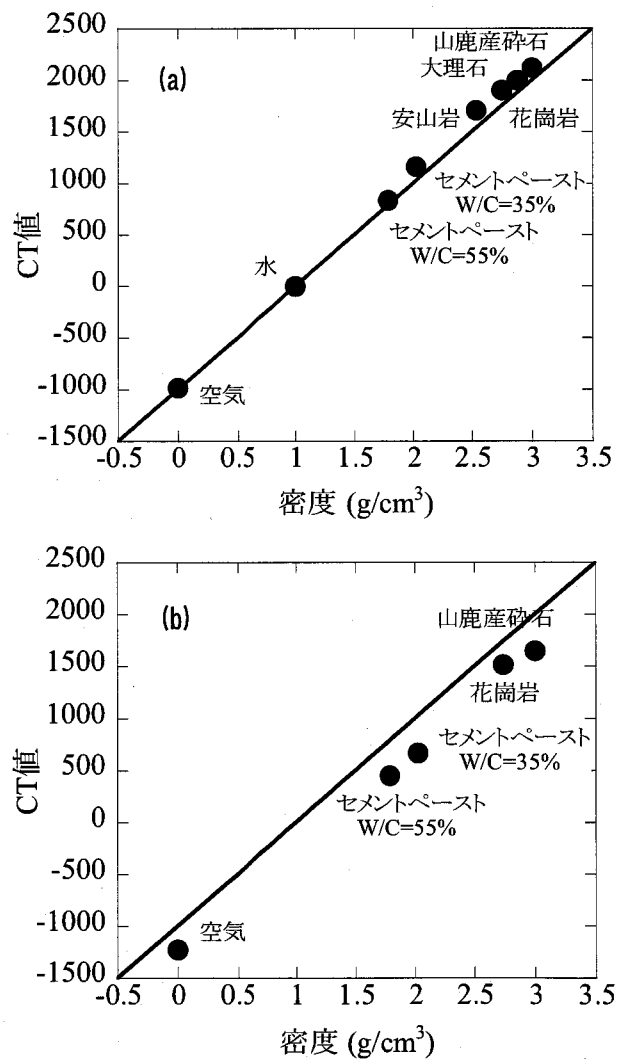 (a)
2500
2000
1500
1000
500
0
-500
-1000
-1500
CT値
山鹿産砕石
大理石
安山岩
花崗岩
セメントペースト
W/C=35%
セメントペースト
W/C=55%
水
空気
-0.5 0 0.5 1 1.5 2 2.5 3 3.5
密度 (g/cm³)
(b)
2500
2000
1500
1000
500
0
-500
-1000
-1500
CT値
山鹿産砕石
花崗岩
セメントペースト
W/C=35%
セメントペースト
W/C=55%
空気
-0.5 0 0.5 1 1.5 2 2.5 3 3.5
密度 (g/cm³)